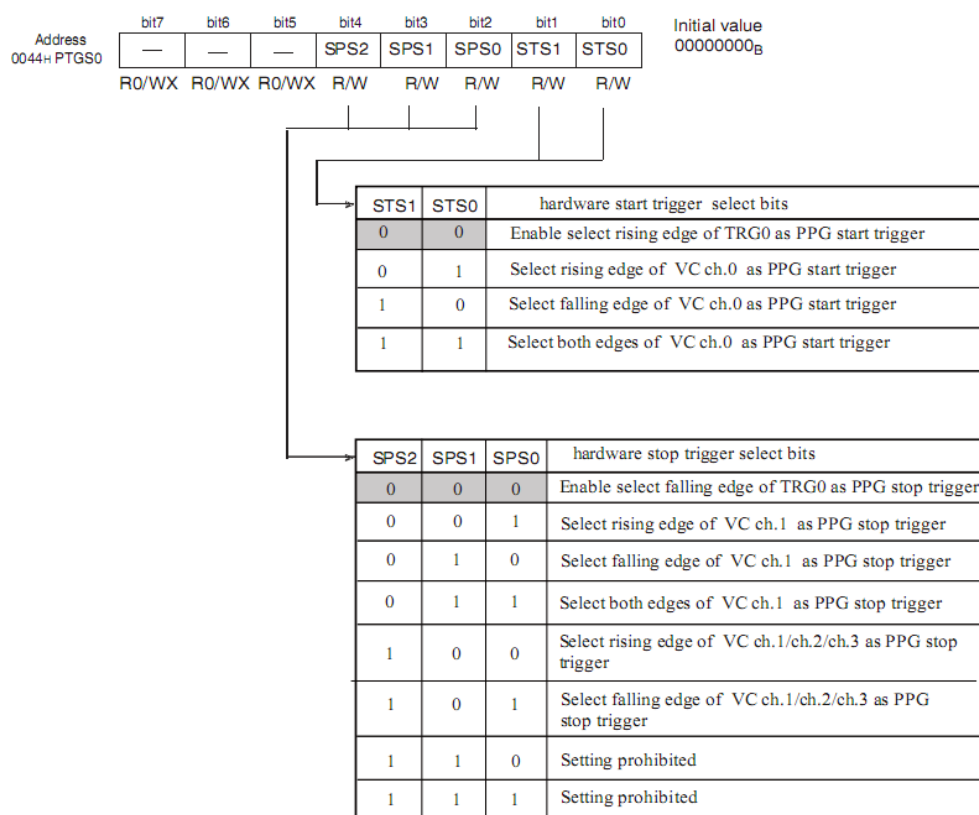 bit7 bit6 bit5 bit4 bit3 bit2 bit1 bit0
Initial value
00000000B
Address
0044H PTGS0
— — — SPS2 SPS1 SPS0 STS1 STS0
R0/WX R0/WX R0/WX R/W R/W R/W R/W R/W
STS1 STS0 hardware start trigger select bits
0 0 Enable select rising edge of TRG0 as PPG start trigger
0 1 Select rising edge of VC ch.0 as PPG start trigger
1 0 Select falling edge of VC ch.0 as PPG start trigger
1 1 Select both edges of VC ch.0 as PPG start trigger
SPS2 SPS1 SPS0 hardware stop trigger select bits
0 0 0 Enable select falling edge of TRG0 as PPG stop trigger
0 0 1 Select rising edge of VC ch.1 as PPG stop trigger
0 1 0 Select falling edge of VC ch.1 as PPG stop trigger
0 1 1 Select both edges of VC ch.1 as PPG stop trigger
1 0 0 Select rising edge of VC ch.1/ch.2/ch.3 as PPG stop
trigger
1 0 1 Select falling edge of VC ch.1/ch.2/ch.3 as PPG
stop trigger
1 1 0 Setting prohibited
1 1 1 Setting prohibited